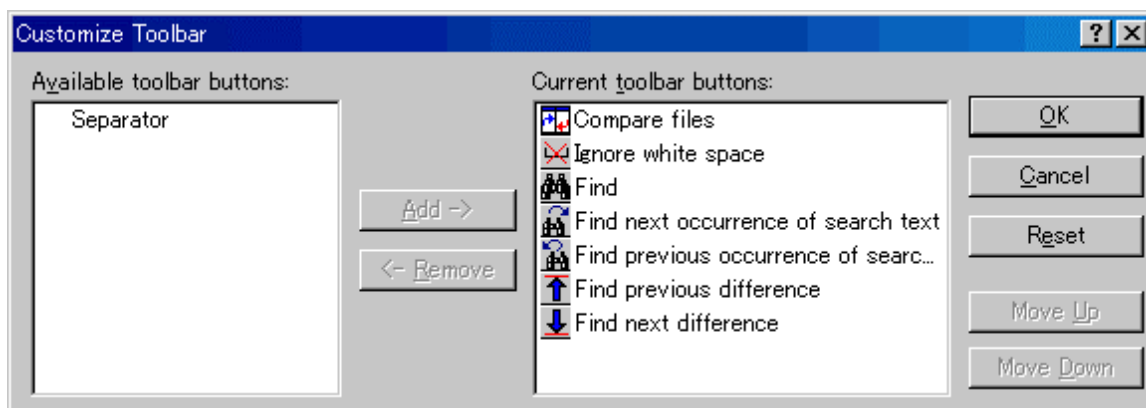 Customize Toolbar
Available toolbar buttons:
Separator
Add ->
<- Remove
Current toolbar buttons:
Compare files
Ignore white space
Find
Find next occurrence of search text
Find previous occurrence of searc...
Find previous difference
Find next difference
OK
Cancel
Reset
Move Up
Move Down